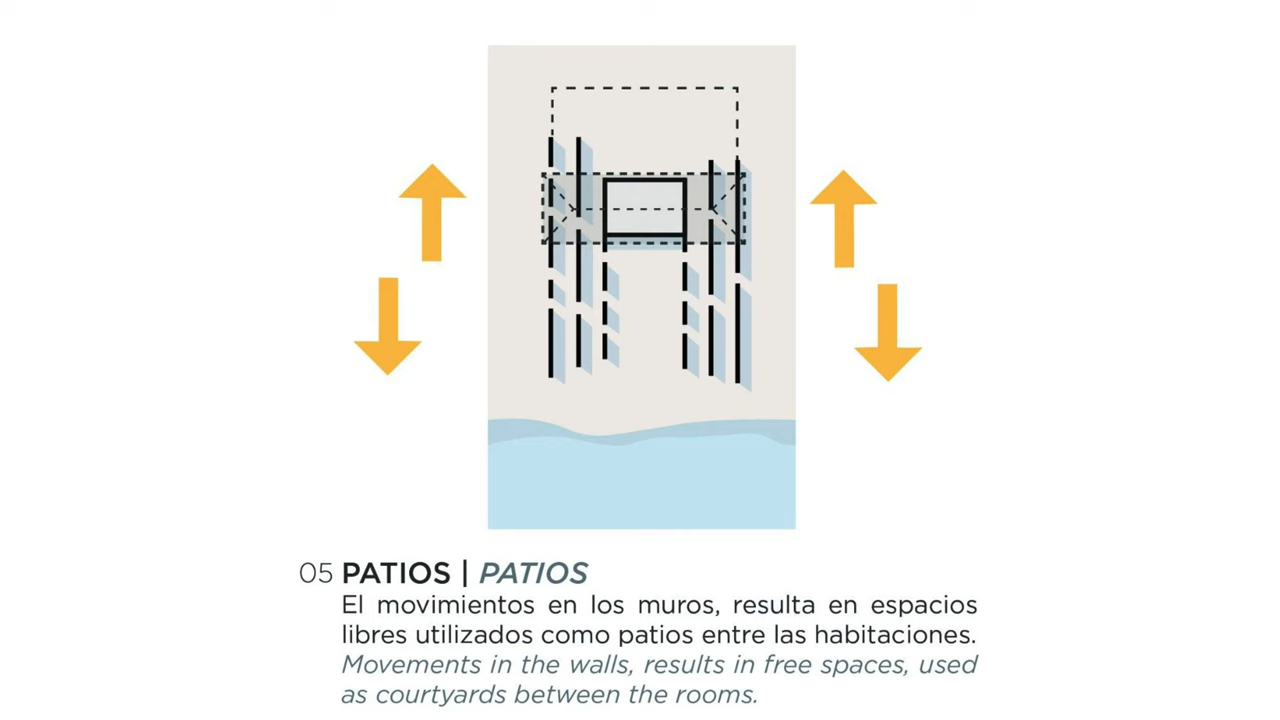 05 PATIOS | PATIOS
El movimientos en los muros, resulta en espacios
libres utilizados como patios entre las habitaciones.
Movements in the walls, results in free spaces, used
as courtyards between the rooms.